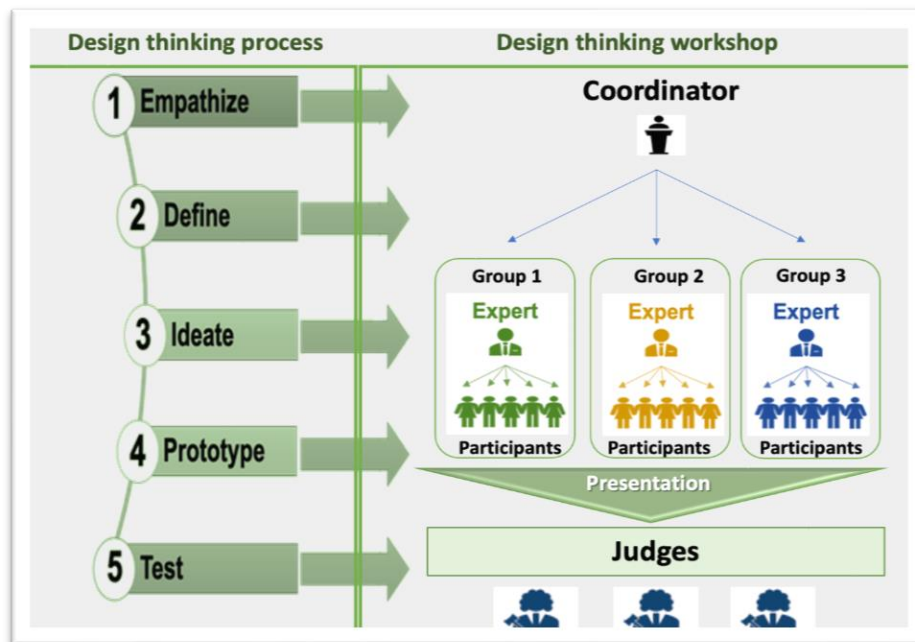 Design thinking process
Design thinking workshop
1 Empathize
2 Define
3 Ideate
4 Prototype
5 Test
Coordinator
Group 1
Expert
Participants
Group 2
Expert
Participants
Group 3
Expert
Participants
Presentation
Judges